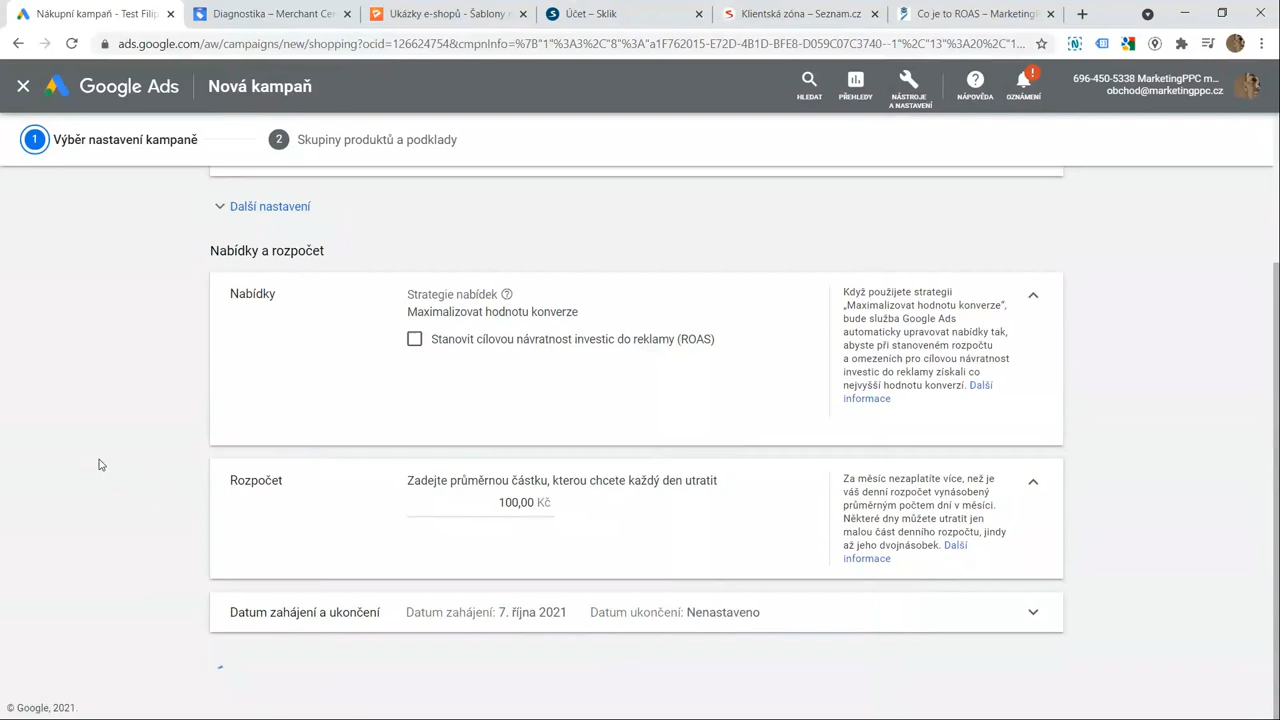 Nákupní kampaň - Test Filip
Diagnostika – Merchant Ce
Ukázky e-shopů - Šablony
Účet – Sklik
Klientská zóna – Seznam.cz
Co je to ROAS – Marketing
ads.google.com/aw/campaigns/new/shopping?ocid=126621754&cmpnInfo=%7B"1"%3A3%2C"8"%3A"a1F762015-E72D-4B1D-BFE8-D059C07C3740--1"%2C"13"%3A20%2C"1...
Google Ads
Nová kampaň
HLEDAT
PŘEHLEDY
NÁSTROJE
A NASTAVENÍ
NÁPOVĚDA
OZNÁMENÍ
696-450-5338 MarketingPPC m...
obchod@marketingppc.cz
1 Výběr nastavení kampaně
2 Skupiny produktů a podklady
Další nastavení
Nabídky a rozpočet
Nabídky
Strategie nabídek
Maximalizovat hodnotu konverze
Stanovit cílovou návratnost investic do reklamy (ROAS)
Když použijete strategii
„Maximalizovat hodnotu konverze“,
bude služba Google Ads
automaticky upravovat nabídky tak,
abyste při stanoveném rozpočtu
a omezeních pro cílovou návratnost
investic do reklamy získali co
nejvyšší hodnotu konverzí. Další
informace
Rozpočet
Zadejte průměrnou částku, kterou chcete každý den utratit
100,00 Kč
Za měsíc nezaplatíte více, než je
váš denní rozpočet vynásobený
průměrným počtem dní v měsíci.
Některé dny můžete utratit jen
malou část denního rozpočtu, jindy
až jeho dvojnásobek. Další
informace
Datum zahájení a ukončení
Datum zahájení: 7. října 2021
Datum ukončení: Nenastaveno
© Google, 2021.